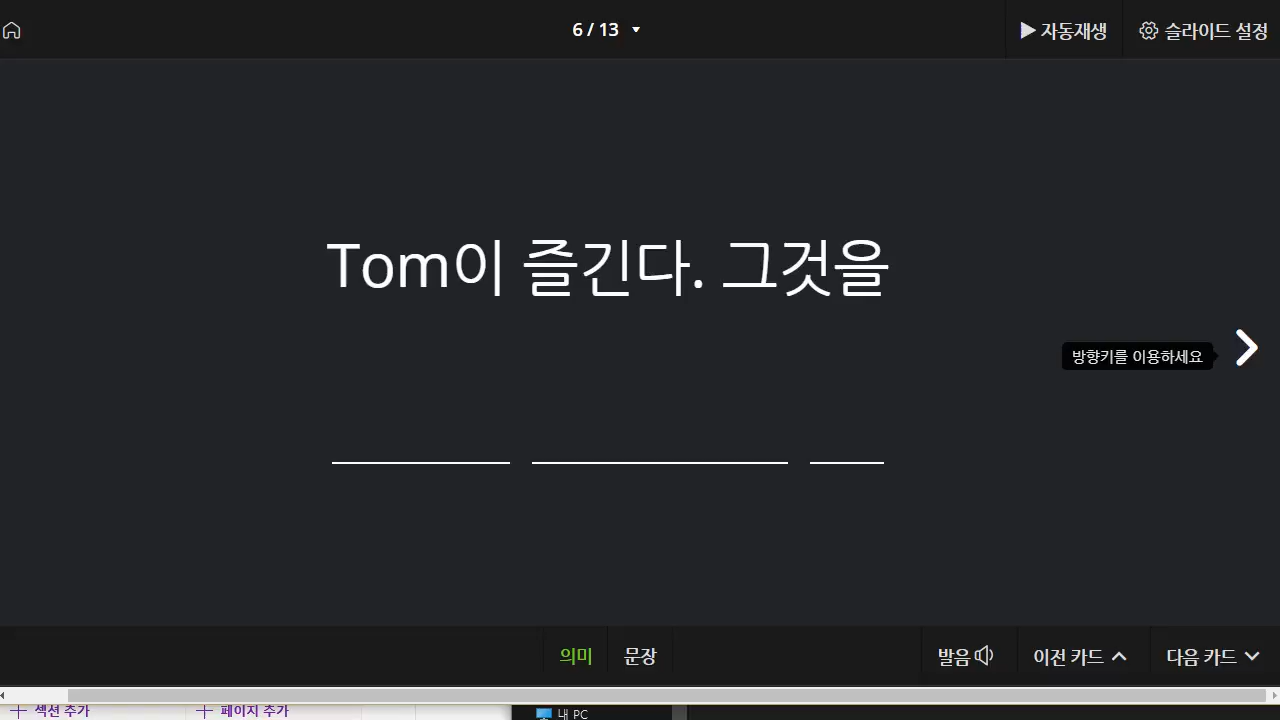 6 / 13
자동재생
슬라이드 설정
Tom이 즐긴다. 그것을
방향키를 이용하세요
의미
문장
발음
이전 카드
다음 카드
섹션 추가
페이지 추가
내 PC